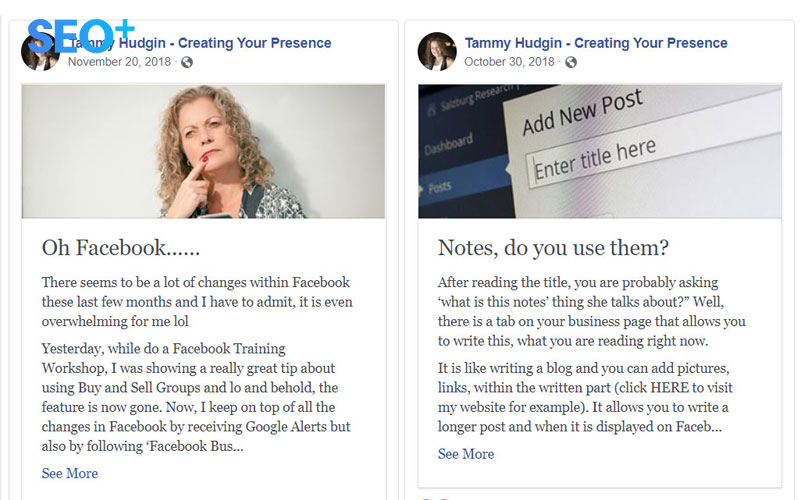 SEO+
Tammy Hudgin - Creating Your Presence
November 20, 2018 ·
Oh Facebook......
There seems to be a lot of changes within Facebook
these last few months and I have to admit, it is even
overwhelming for me lol
Yesterday, while do a Facebook Training
Workshop, I was showing a really great tip about
using Buy and Sell Groups and lo and behold, the
feature is now gone. Now, I keep on top of all the
changes in Facebook by receiving Google Alerts but
also by following ‘Facebook Bus...
See More
Tammy Hudgin - Creating Your Presence
October 30, 2018 ·
Salzburg Research
Dashboard
Posts
Add New Post
Enter title here
Notes, do you use them?
After reading the title, you are probably asking
‘what is this notes’ thing she talks about?” Well,
there is a tab on your business page that allows you
to write this, what you are reading right now.
It is like writing a blog and you can add pictures,
links, within the written part (click HERE to visit
my website for example). It allows you to write a
longer post and when it is displayed on Faceb...
See More